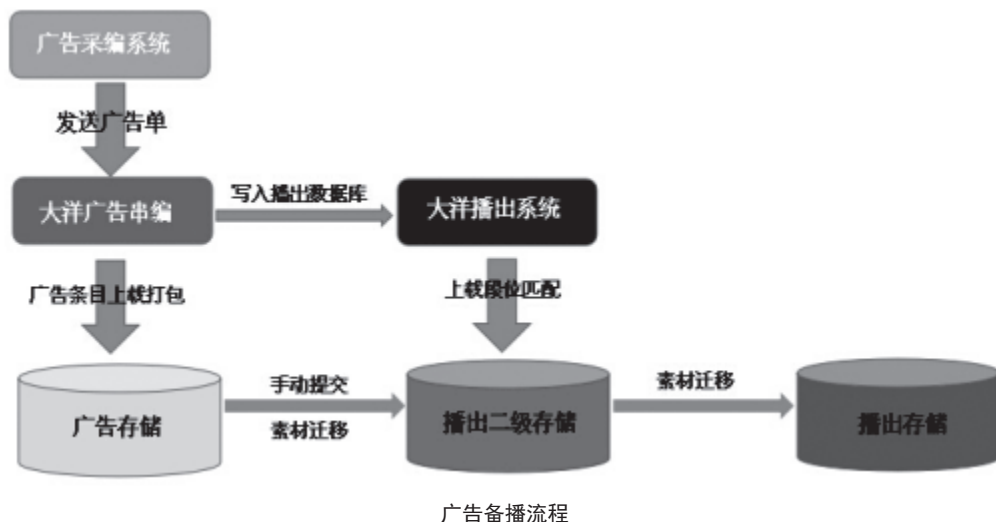 广告采编系统
发送广告单
大洋广告串编
写入播出数据库
大洋播出系统
广告条目上载打包
上载段位匹配
广告存储
手动提交
素材迁移
播出二级存储
素材迁移
播出存储
广告备播流程